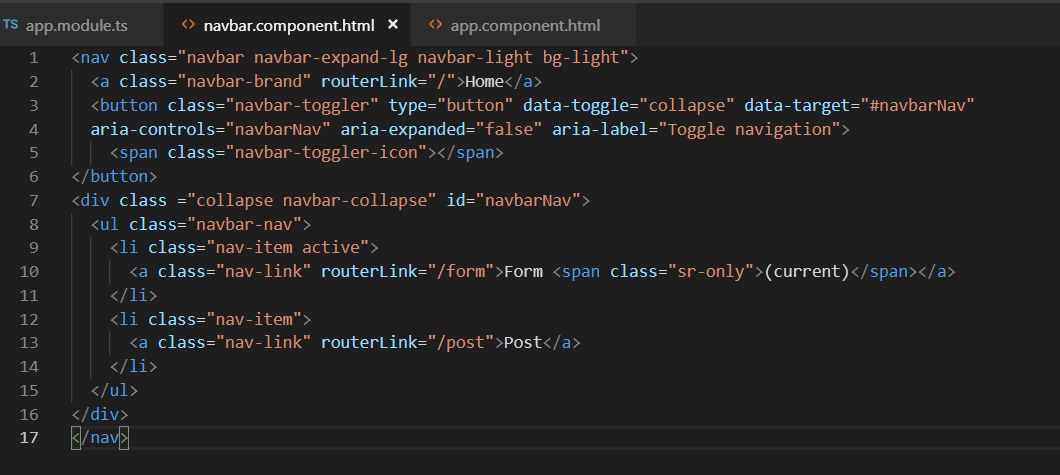 TS app.module.ts <> navbar.component.html × <> app.component.html
1 <nav class="navbar navbar-expand-lg navbar-light bg-light">
2 <a class="navbar-brand" routerLink="/">Home</a>
3 <button class="navbar-toggler" type="button" data-toggle="collapse" data-target="#navbarNav"
4 aria-controls="navbarNav" aria-expanded="false" aria-label="Toggle navigation">
5 <span class="navbar-toggler-icon"></span>
6 </button>
7 <div class ="collapse navbar-collapse" id="navbarNav">
8 <ul class="navbar-nav">
9 <li class="nav-item active">
10 <a class="nav-link" routerLink="/form">Form <span class="sr-only">(current)</span></a>
11 </li>
12 <li class="nav-item">
13 <a class="nav-link" routerLink="/post">Post</a>
14 </li>
15 </ul>
16 </div>
17 </nav>